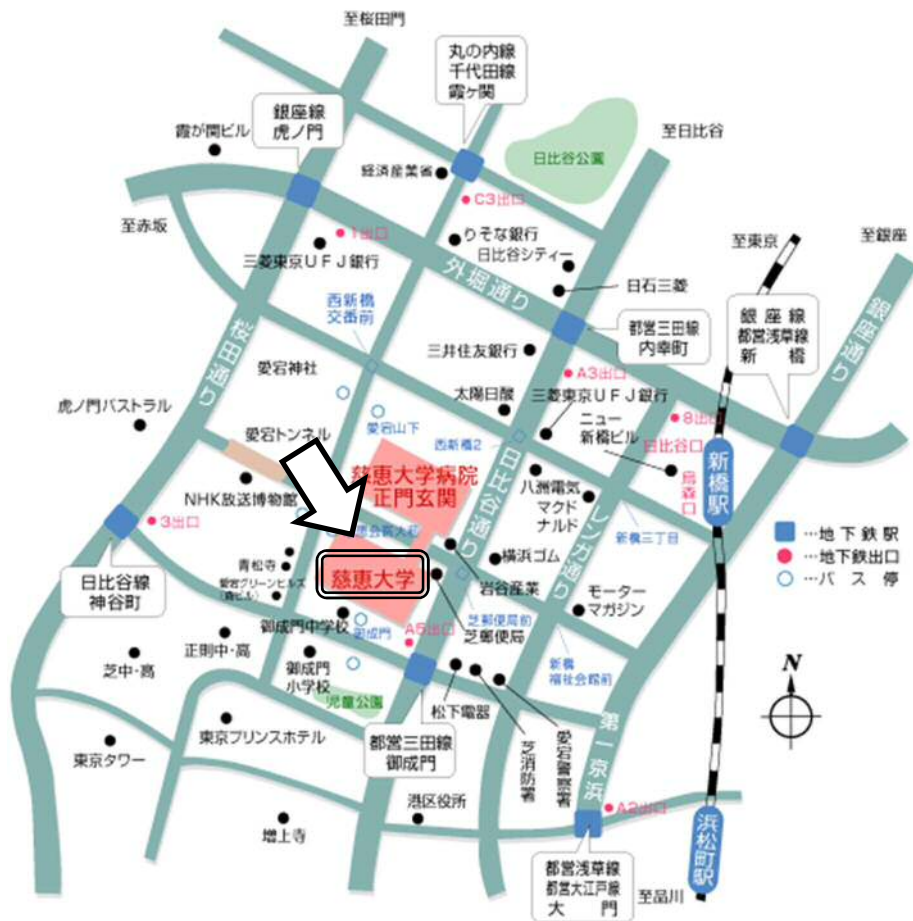 至桜田門
丸の内線
千代田線
霞ヶ関
銀座線
虎ノ門
霞が関ビル
至日比谷
日比谷公園
経済産業省
C3出口
至赤坂
1出口
三菱東京UFJ銀行
りそな銀行
日比谷シティー
外堀通り
日石三菱
至東京
至銀座
西新橋
交番前
都営三田線
内幸町
銀座線
都営浅草線
新橋
銀座通り
桜田通り
三井住友銀行
愛宕神社
A3出口
太陽日酸
三菱東京UFJ銀行
虎ノ門パストラル
愛宕山下
ニュー
新橋ビル
8出口
日比谷口
烏森口
新橋駅
愛宕トンネル
西新橋2
日比谷通り
慈恵大学病院
正門玄関
NHK放送博物館
八洲電気
マクド
ナルド
レンガ通り
新橋三丁目
3出口
…地下鉄駅
…地下鉄出口
…バス停
日比谷線
神谷町
青松寺
愛宕グリーンヒルズ
(森ビル)
慈恵大学
横浜ゴム
岩谷産業
芝郵便局前
芝郵便局
モーター
マガジン
御成門中学校
御成門
A5出口
正則中・高
芝中・高
御成門
小学校
新橋
福祉会館前
N
児童公園
松下電器
第一京浜
東京プリンスホテル
東京タワー
都営三田線
御成門
芝消防署
愛宕警察署
港区役所
増上寺
A2出口
浜松町駅
都営浅草線
都営大江戸線
大門
至品川